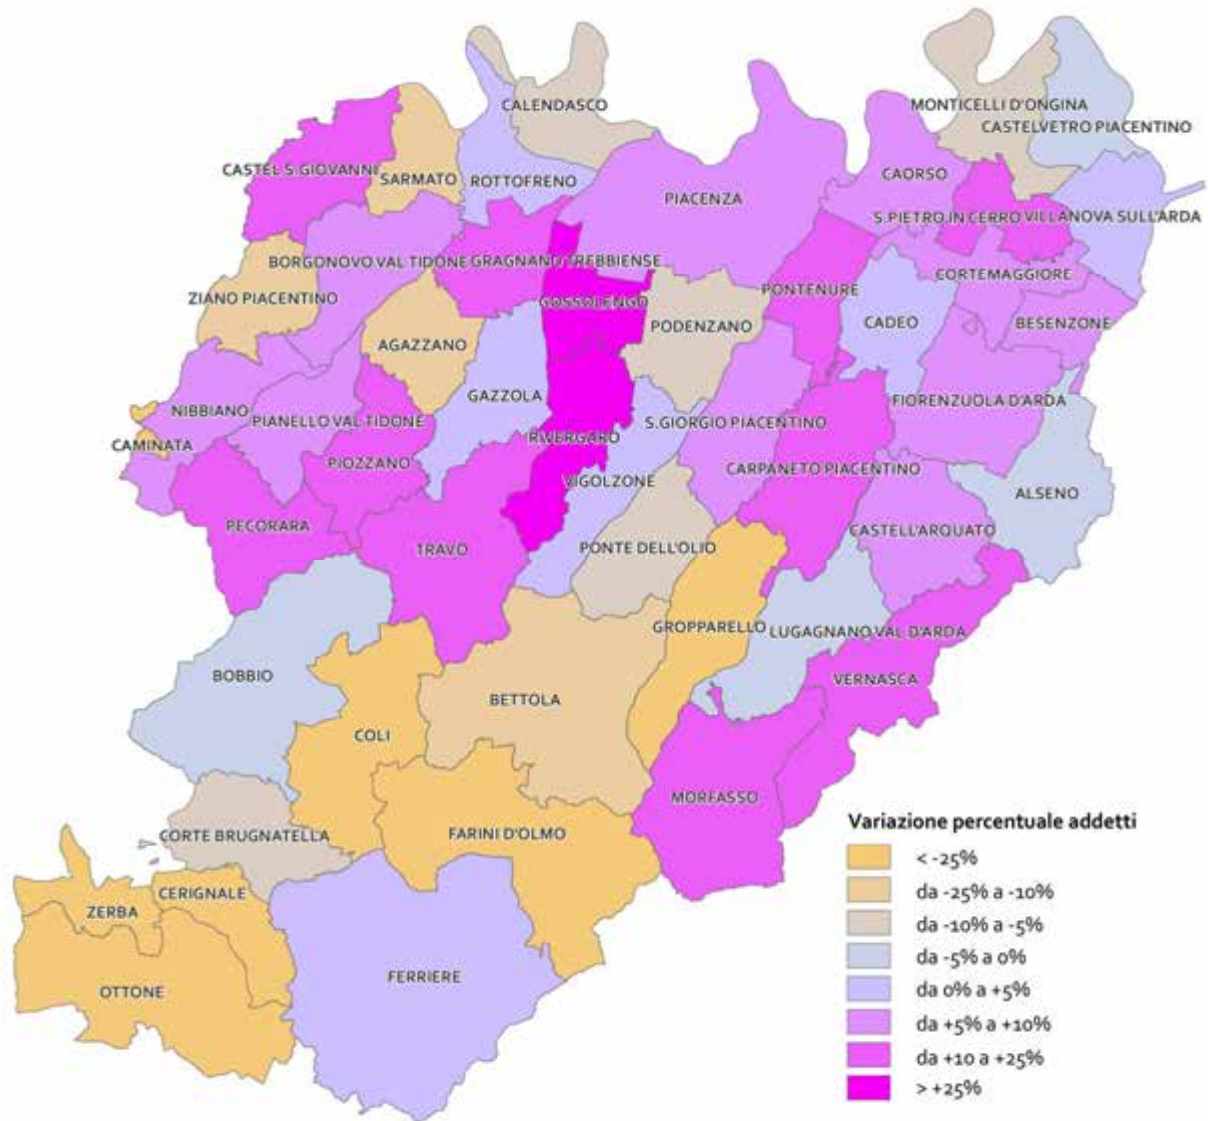 CALENDASCO
MONTICELLI D'ONGINA
CASTELVETRO PIACENTINO
CASTEL S.GIOVANNI
SARMATO
ROTTOFRENO
CAORSO
PIACENZA
S.PIETRO IN CERRO
VILLANOVA SULL'ARDA
BORGONOVO VAL TIDONE
GRAGNANO TREBBIENSE
CORTEMAGGIORE
ZIANO PIACENTINO
GOSSOLENGO
PONTENURE
PODENZANO
CADEO
BESENZONE
AGAZZANO
GAZZOLA
FIORENZUOLA D'ARDA
NIBBIANO
PIANELLO VAL TIDONE
S.GIORGIO PIACENTINO
CAMINATA
RIVERGARO
PIOZZANO
CARPANETO PIACENTINO
VIGOLZONE
ALSENO
PECORARA
CASTELL'ARQUATO
TRAVO
PONTE DELL'OLIO
GROPPARELLO
LUGAGNANO VAL D'ARDA
BOBBIO
VERNASCA
BETTOLA
COLI
MORFASSO
CORTE BRUGNATELLA
FARINI D'OLMO
CERIGNALE
ZERBA
FERRIERE
OTTONE
Variazione percentuale addetti
< -25%
da -25% a -10%
da -10% a -5%
da -5% a 0%
da 0% a +5%
da +5% a +10%
da +10 a +25%
> +25%